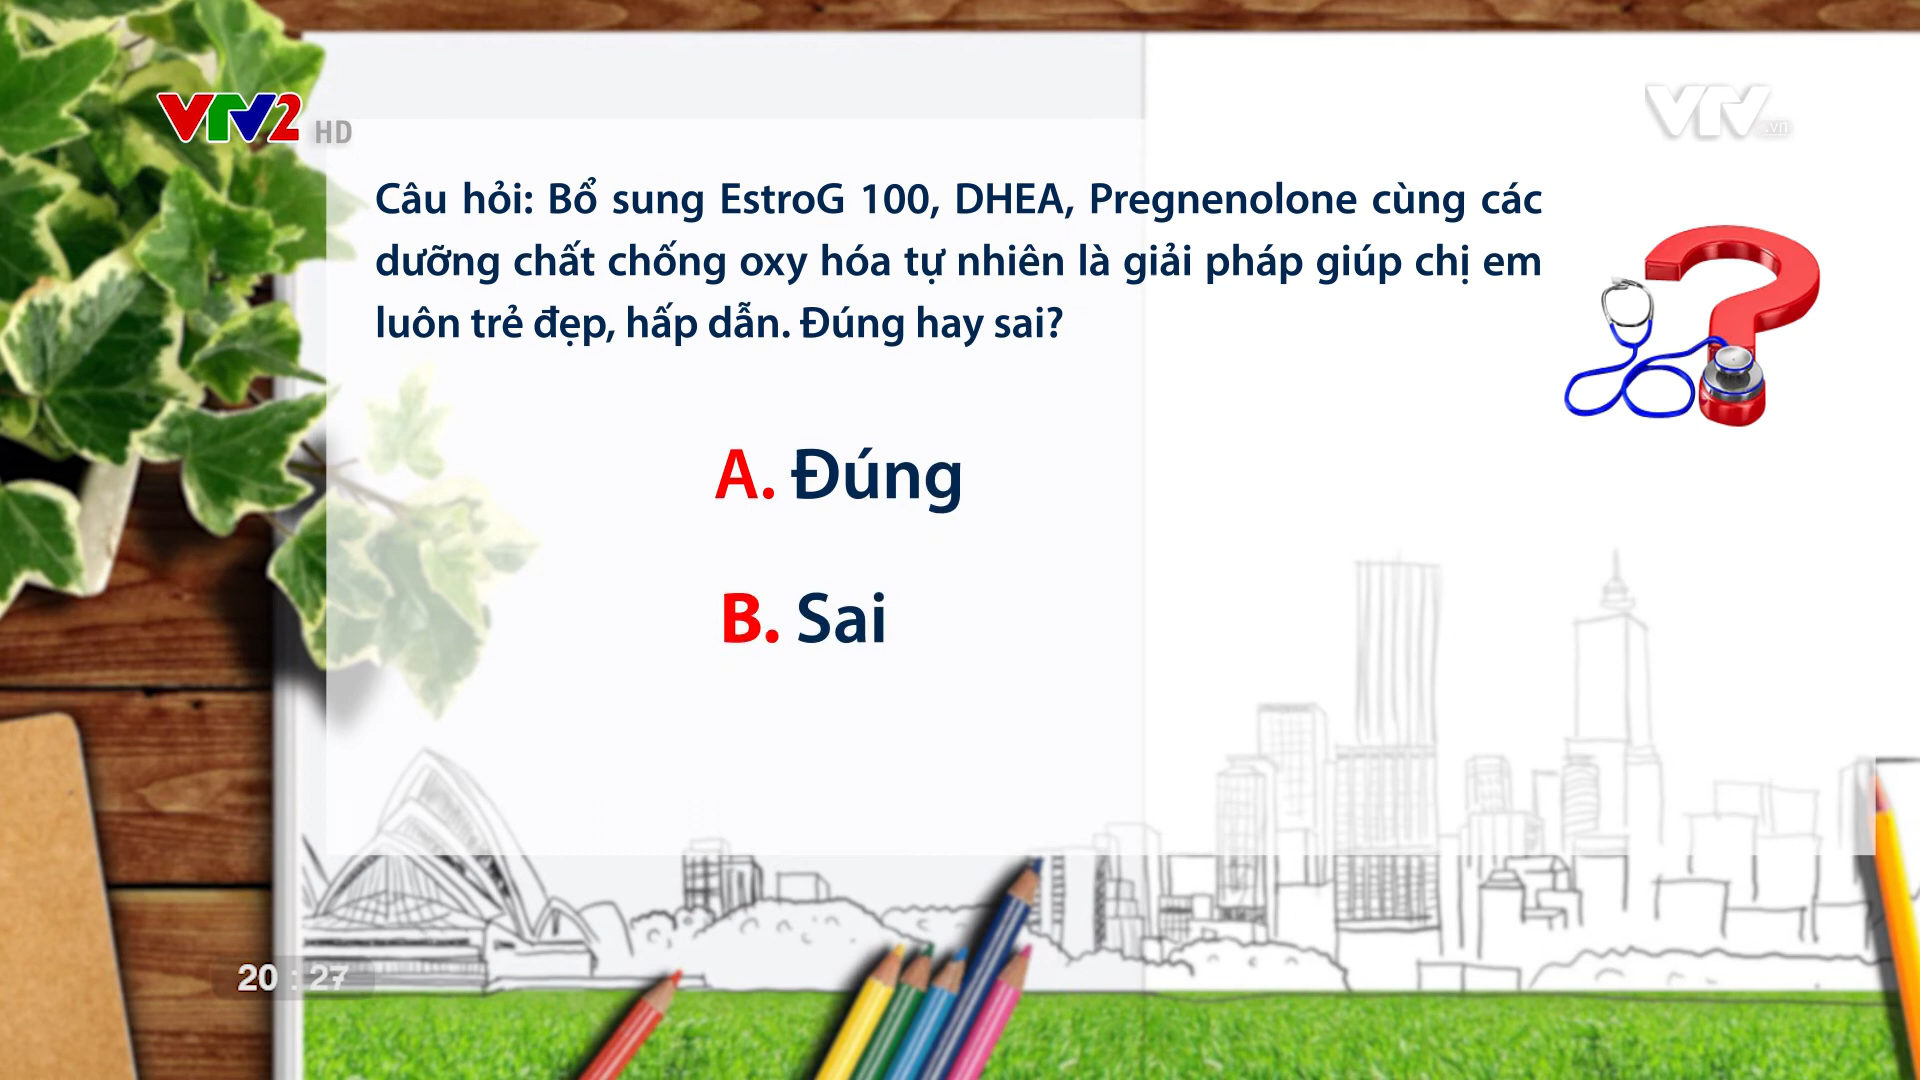 VTV2 HD
VTV.vn
Câu hỏi: Bổ sung EstroG 100, DHEA, Pregnenolone cùng các
dưỡng chất chống oxy hóa tự nhiên là giải pháp giúp chị em
luôn trẻ đẹp, hấp dẫn. Đúng hay sai?
A. Đúng
B. Sai
20 : 27